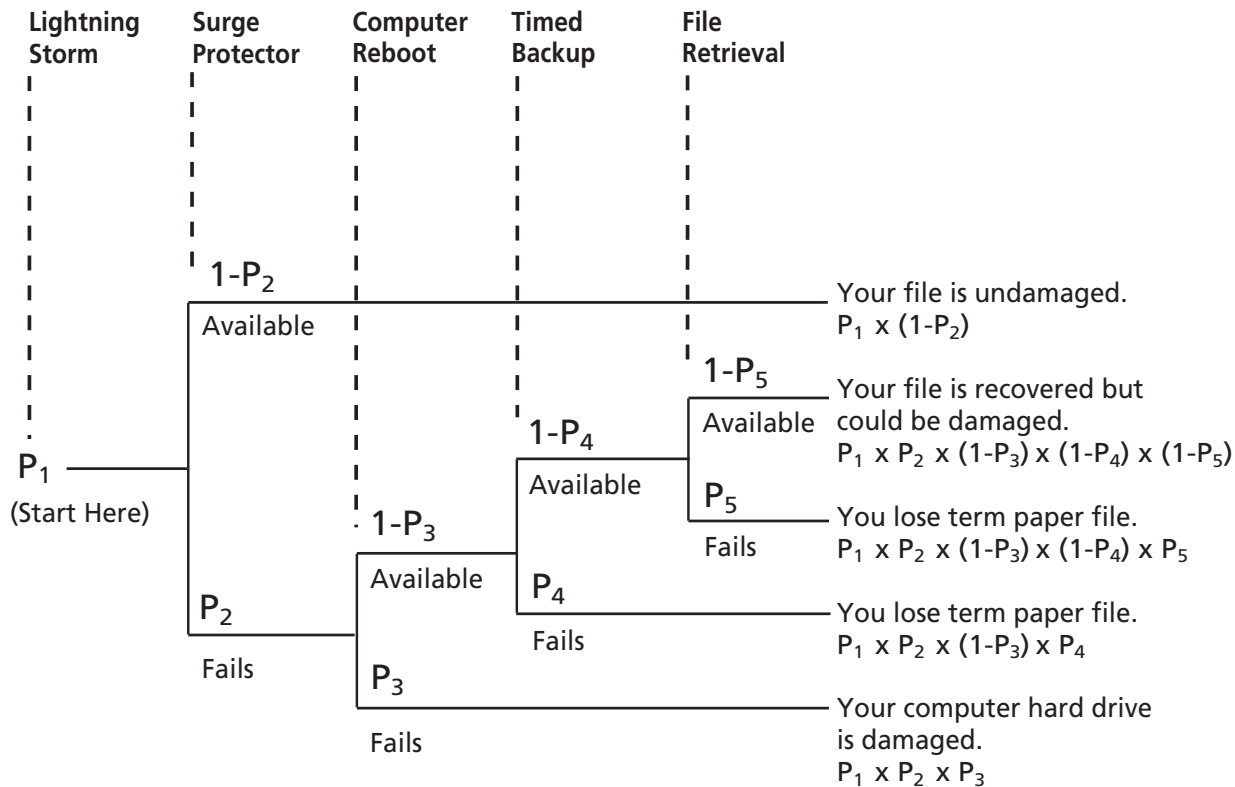 Lightning Storm
Surge Protector
Computer Reboot
Timed Backup
File Retrieval
1-P₂
Available
Your file is undamaged.
P₁ x (1-P₂)
1-P₅
Available
Your file is recovered but
could be damaged.
P₁ x P₂ x (1-P₃) x (1-P₄) x (1-P₅)
1-P₄
Available
P₁
(Start Here)
P₅
Fails
You lose term paper file.
P₁ x P₂ x (1-P₃) x (1-P₄) x P₅
1-P₃
Available
P₄
Fails
You lose term paper file.
P₁ x P₂ x (1-P₃) x P₄
P₂
Fails
P₃
Fails
Your computer hard drive
is damaged.
P₁ x P₂ x P₃